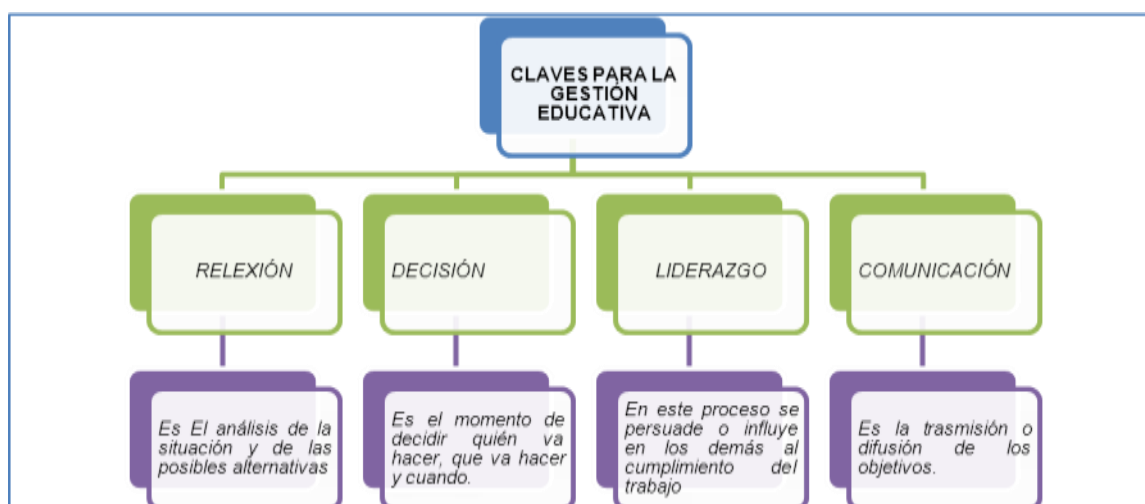 CLAVES PARA LA
GESTIÓN
EDUCATIVA
RELEXIÓN
DECISIÓN
LIDERAZGO
COMUNICACIÓN
Es El análisis de la
situación y de las
posibles alternativas
Es el momento de
decidir quién va
hacer, que va hacer
y cuando.
En este proceso se
persuade o influye
en los demás al
cumplimiento del
trabajo
Es la trasmisión o
difusión de los
objetivos.